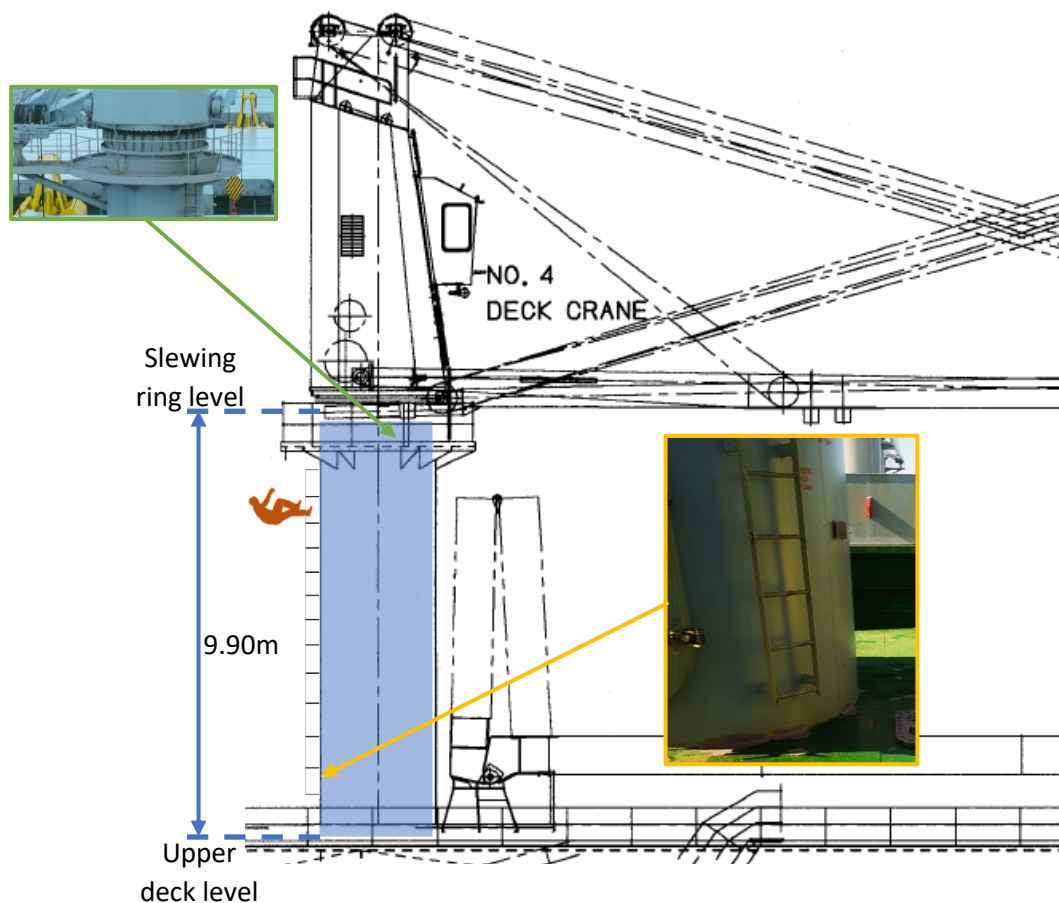 NO. 4
DECK CRANE
Slewing
ring level
9.90m
Upper
deck level